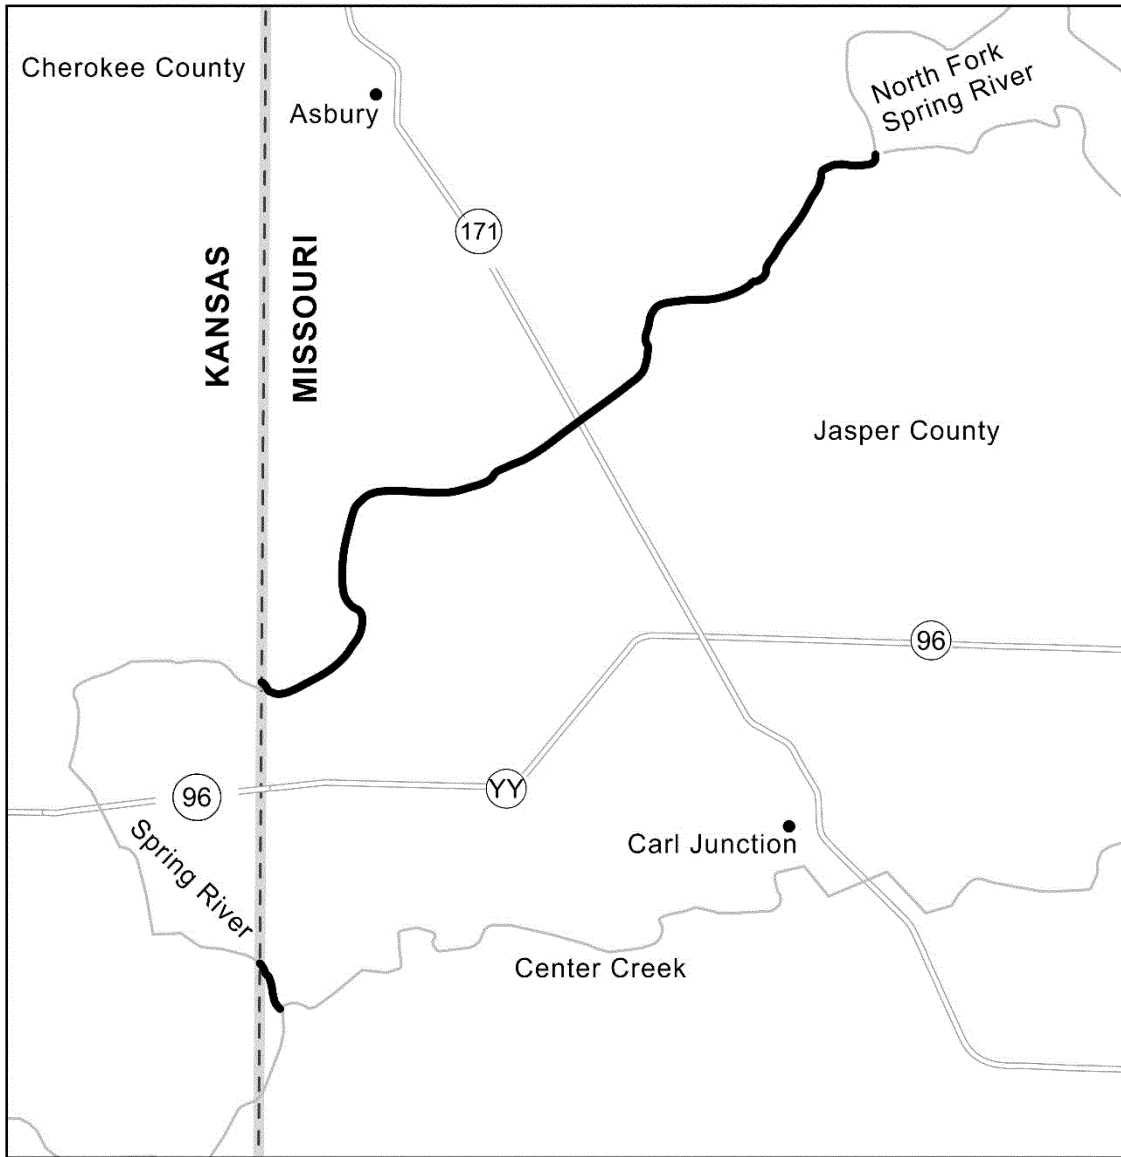 Cherokee County
Asbury
North Fork
Spring River
171
KANSAS
MISSOURI
Jasper County
96
96
YY
Spring River
Carl Junction
Center Creek